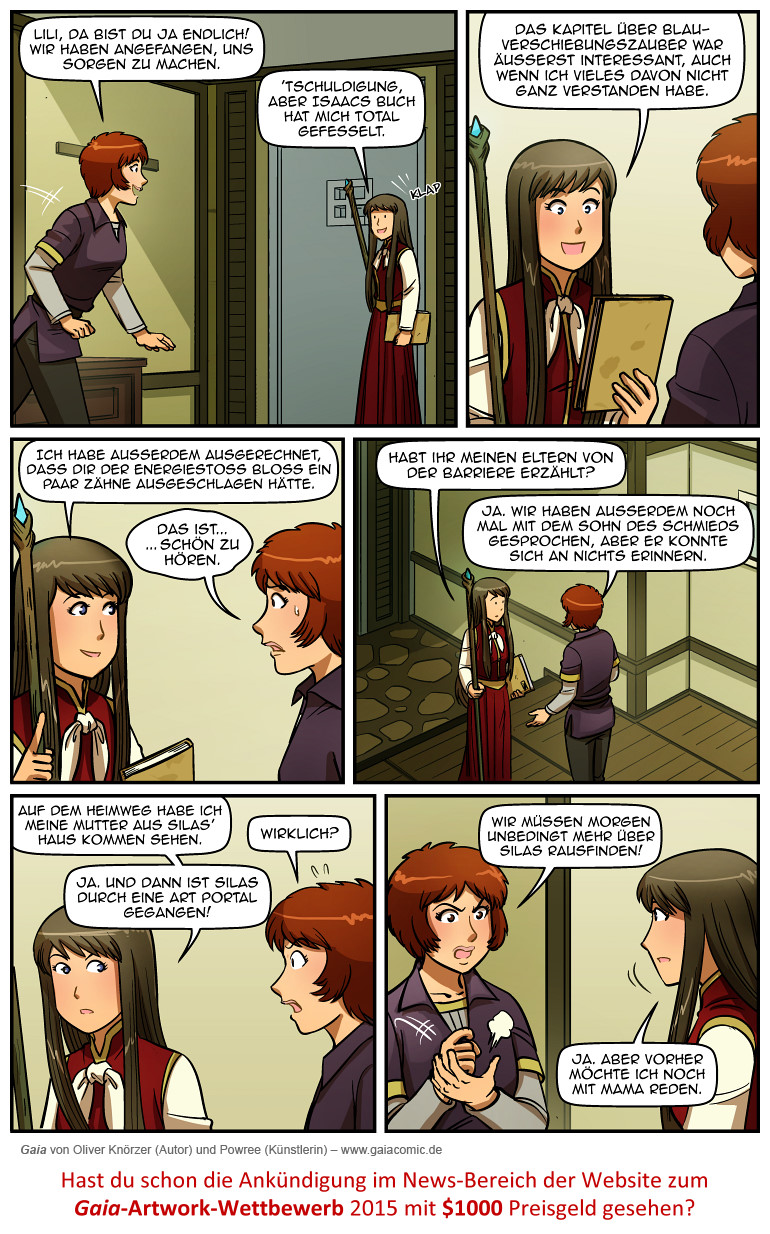 LILI, DA BIST DU JA ENDLICH!
WIR HABEN ANGEFANGEN, UNS
SORGEN ZU MACHEN.
'TSCHULDIGUNG,
ABER ISAACS BUCH
HAT MICH TOTAL
GEFESSELT.
KLAP
DAS KAPITEL ÜBER BLAU-
VERSCHIEBUNGSZAUBER WAR
ÄUSSERST INTERESSANT, AUCH
WENN ICH VIELES DAVON NICHT
GANZ VERSTANDEN HABE.
ICH HABE AUSSERDEM AUSGERECHNET,
DASS DIR DER ENERGIESTOSS BLOSS EIN
PAAR ZÄHNE AUSGESCHLAGEN HÄTTE.
DAS IST...
...SCHÖN ZU
HÖREN.
HABT IHR MEINEN ELTERN VON
DER BARRIERE ERZÄHLT?
JA. WIR HABEN AUSSERDEM NOCH
MAL MIT DEM SOHN DES SCHMIEDS
GESPROCHEN, ABER ER KONNTE
SICH AN NICHTS ERINNERN.
AUF DEM HEIMWEG HABE ICH
MEINE MUTTER AUS SILAS'
HAUS KOMMEN SEHEN.
WIRKLICH?
JA. UND DANN IST SILAS
DURCH EINE ART PORTAL
GEGANGEN!
WIR MÜSSEN MORGEN
UNBEDINGT MEHR ÜBER
SILAS RAUSFINDEN!
JA. ABER VORHER
MÖCHTE ICH NOCH
MIT MAMA REDEN.
Gaia von Oliver Knörzer (Autor) und Powree (Künstlerin) – www.gaiacomic.de
Hast du schon die Ankündigung im News-Bereich der Website zum
Gaia-Artwork-Wettbewerb 2015 mit $1000 Preisgeld gesehen?